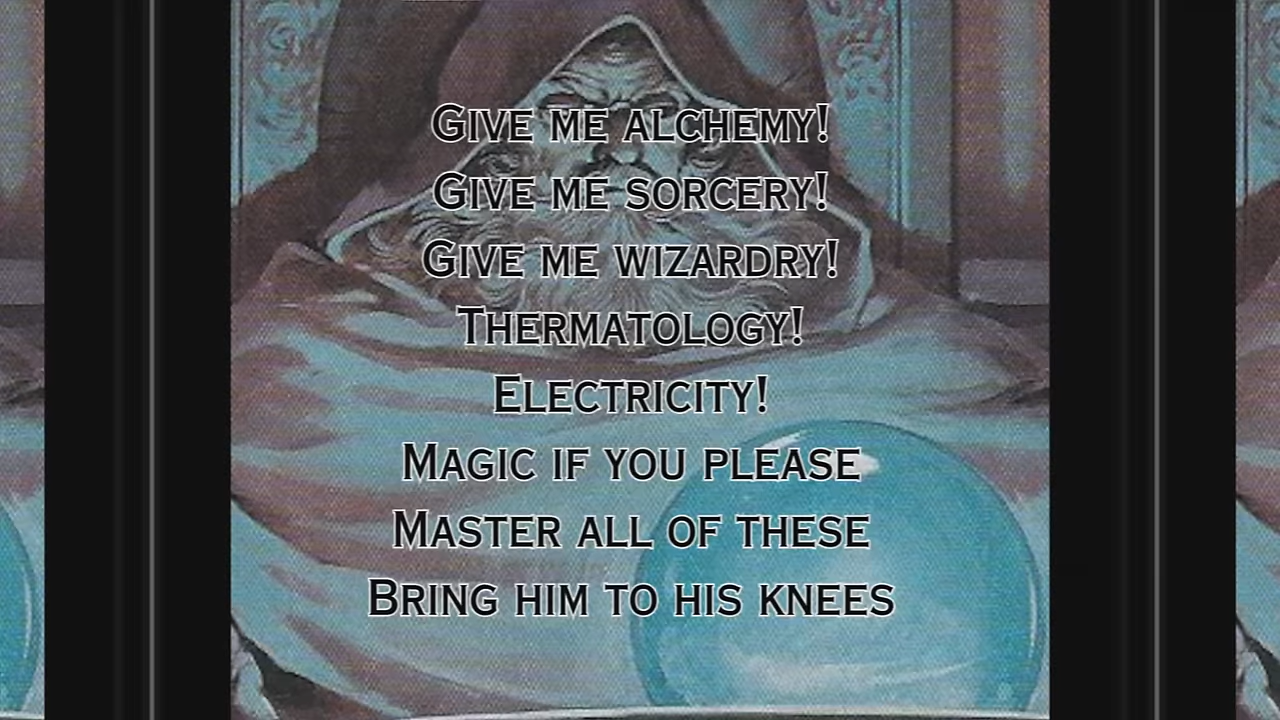 Give me alchemy!
Give me sorcery!
Give me wizardry!
Thermatology!
Electricity!
Magic if you please
Master all of these
Bring him to his knees